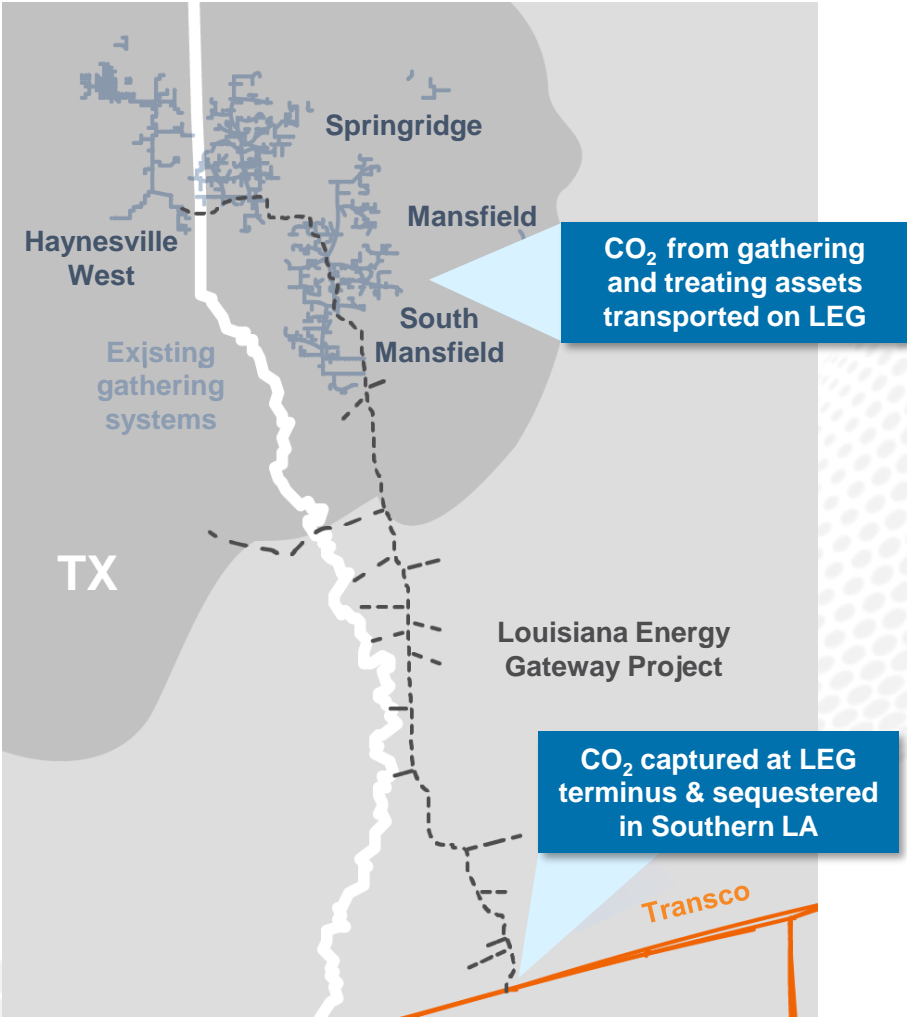 Springridge
Mansfield
Haynesville
West
CO₂ from gathering
and treating assets
transported on LEG
South
Mansfield
Existing
gathering
systems
TX
Louisiana Energy
Gateway Project
CO₂ captured at LEG
terminus & sequestered
in Southern LA
Transco